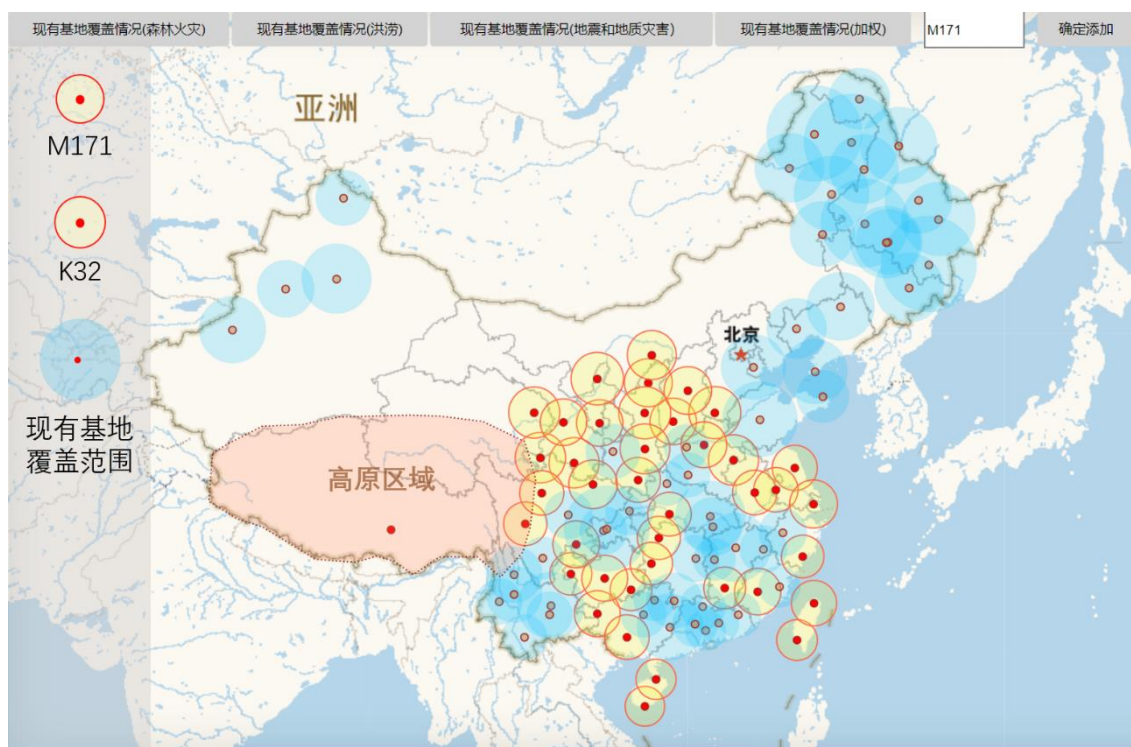 现有基地覆盖情况(森林火灾)
现有基地覆盖情况(洪涝)
现有基地覆盖情况(地震和地质灾害)
现有基地覆盖情况(加权)
M171
确定添加
亚洲
M171
K32
北京
现有基地
覆盖范围
高原区域